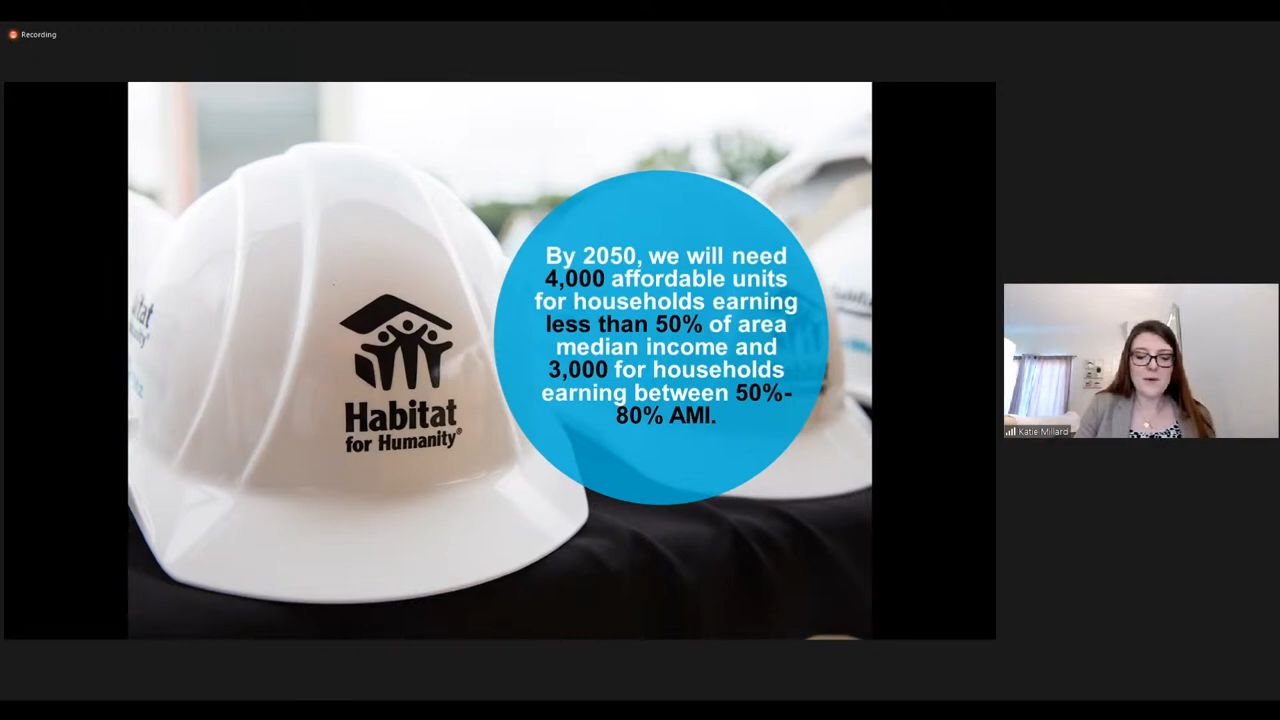 Recording
By 2050, we will need
4,000 affordable units
for households earning
less than 50% of area
median income and
3,000 for households
earning between 50%-
80% AMI.
Habitat
for Humanity®
Katie Millard